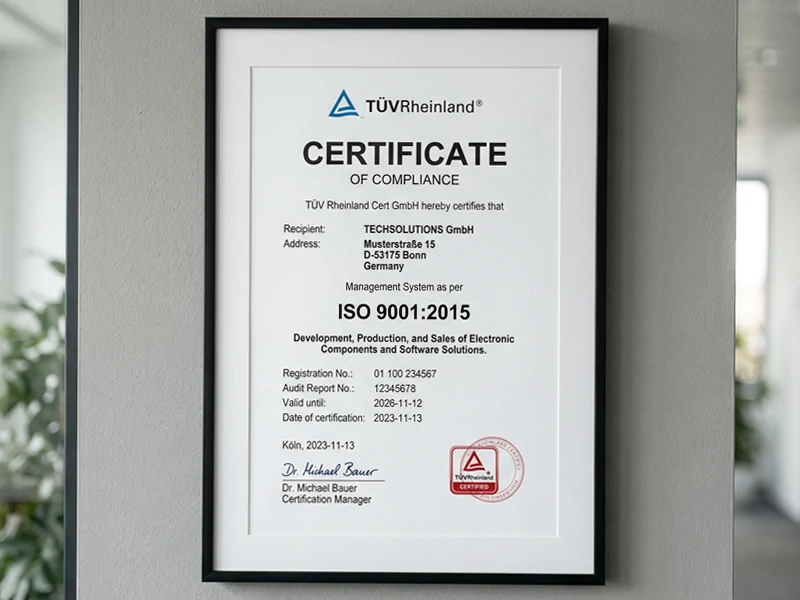 TÜVRheinland®
CERTIFICATE
OF COMPLIANCE
TÜV Rheinland Cert GmbH hereby certifies that
Recipient: TECHSOLUTIONS GmbH
Address: Musterstraße 15
D-53175 Bonn
Germany
Management System as per
ISO 9001:2015
Development, Production, and Sales of Electronic
Components and Software Solutions.
Registration No.: 01 100 234567
Audit Report No.: 12345678
Valid until: 2026-11-12
Date of certification: 2023-11-13
Köln, 2023-11-13
Dr. Michael Bauer
Dr. Michael Bauer
Certification Manager
TÜVRheinland
CERTIFIED